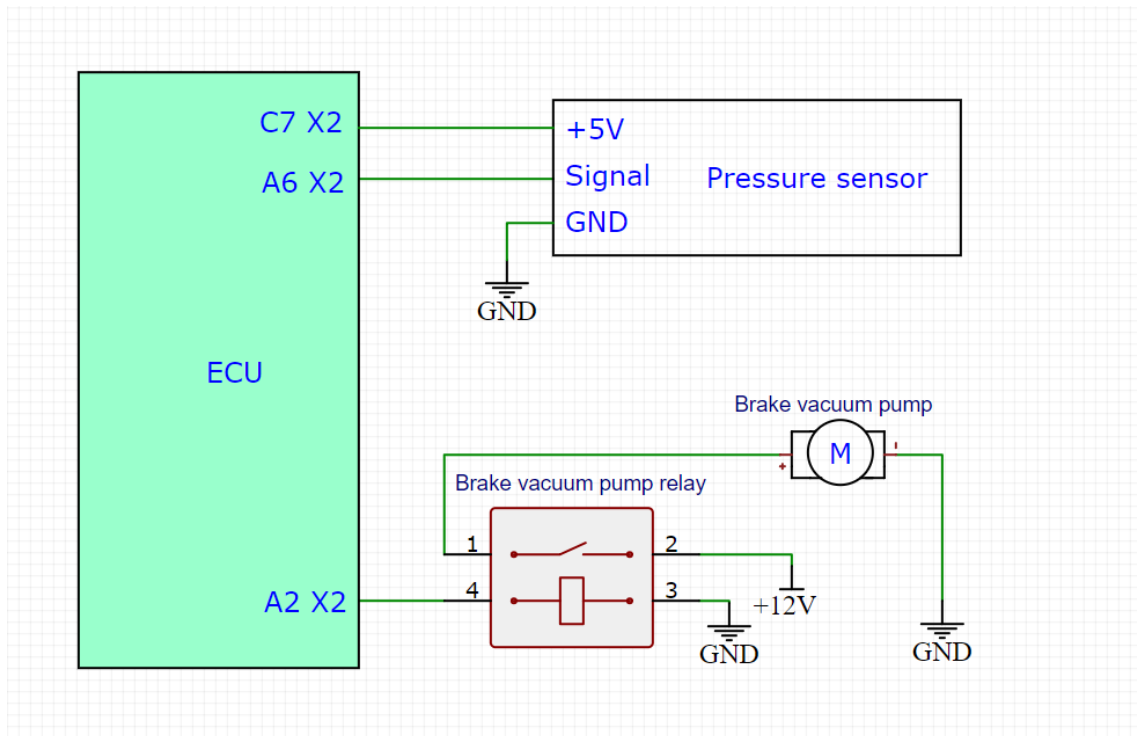 C7 X2
+5V
A6 X2
Signal
Pressure sensor
GND
GND
ECU
Brake vacuum pump
M
+
-
Brake vacuum pump relay
1
2
4
3
A2 X2
+12V
GND
GND